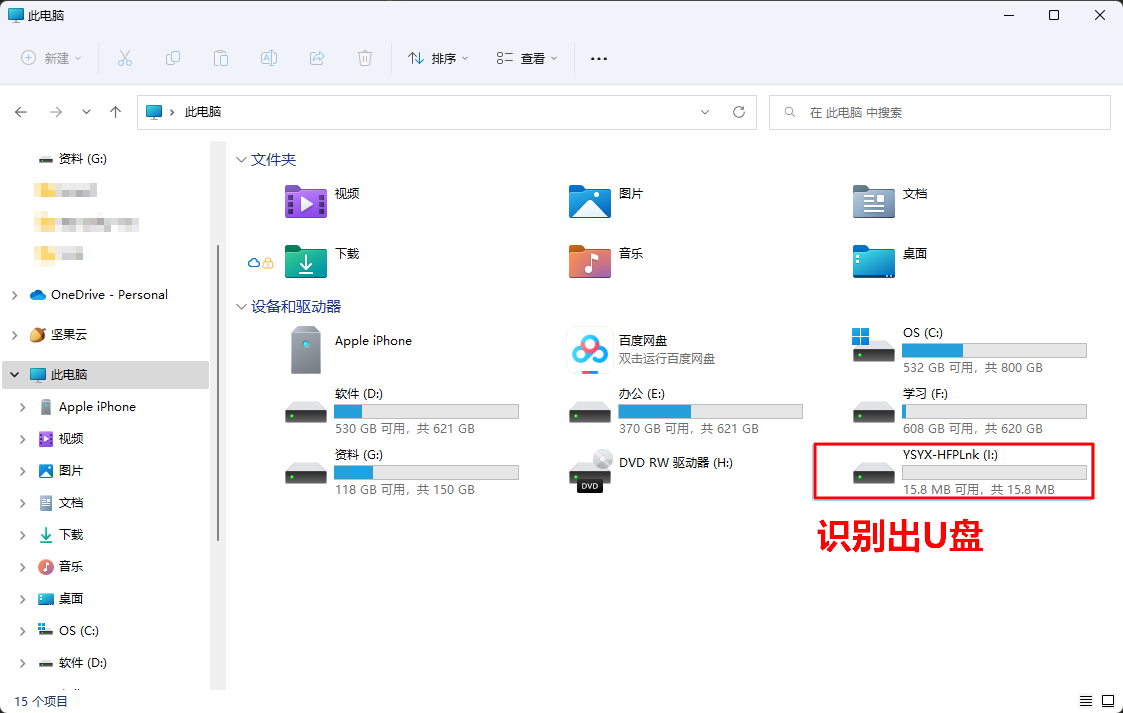 此电脑
新建
排序
查看
此电脑
在 此电脑 中搜索
资料 (G:)
OneDrive - Personal
坚果云
此电脑
Apple iPhone
视频
图片
文档
下载
音乐
桌面
OS (C:)
软件 (D:)
文件夹
视频
图片
文档
下载
音乐
桌面
设备和驱动器
Apple iPhone
百度网盘
双击运行百度网盘
OS (C:)
532 GB 可用，共 800 GB
软件 (D:)
530 GB 可用，共 621 GB
办公 (E:)
370 GB 可用，共 621 GB
学习 (F:)
608 GB 可用，共 620 GB
资料 (G:)
118 GB 可用，共 150 GB
DVD
DVD RW 驱动器 (H:)
YSYX-HFPLnk (I:)
15.8 MB 可用，共 15.8 MB
识别出U盘
15 个项目